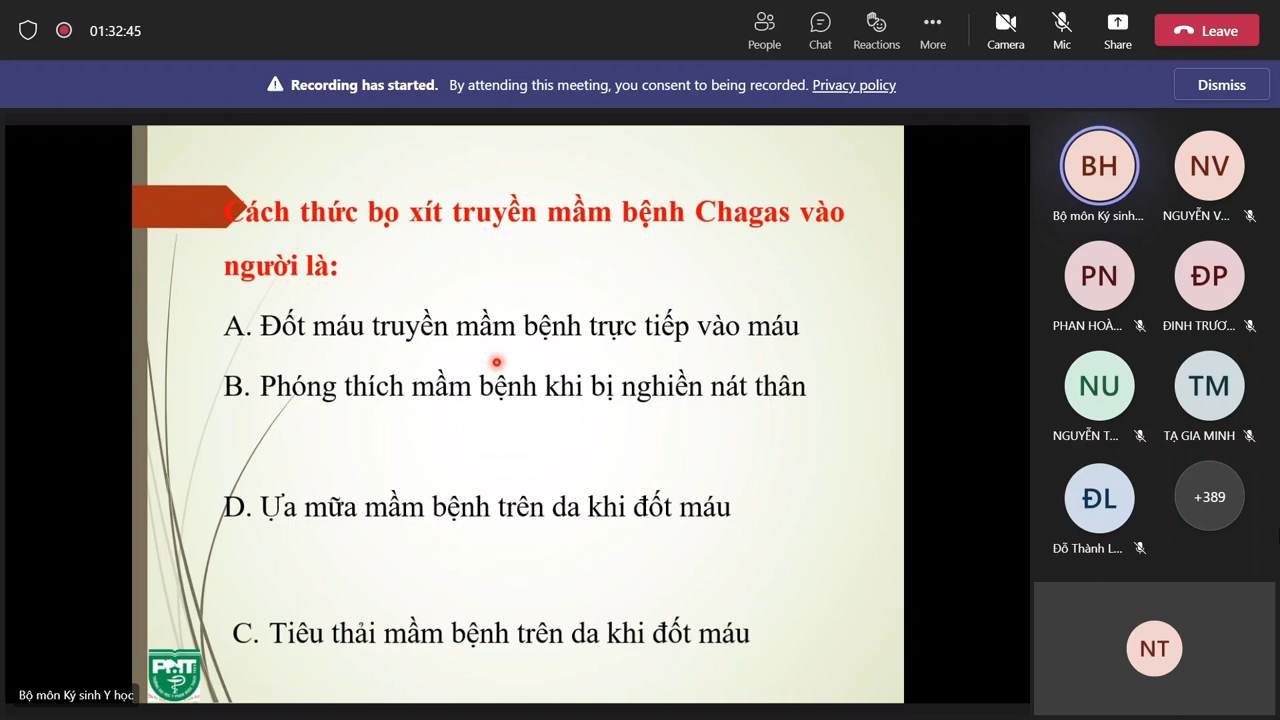 01:32:45
People
Chat
Reactions
More
Camera
Mic
Share
Leave
Recording has started. By attending this meeting, you consent to being recorded. Privacy policy
Dismiss
Cách thức bọ xít truyền mầm bệnh Chagas vào
người là:
A. Đốt máu truyền mầm bệnh trực tiếp vào máu
B. Phóng thích mầm bệnh khi bị nghiền nát thân
D. Ựa mữa mầm bệnh trên da khi đốt máu
C. Tiêu thải mầm bệnh trên da khi đốt máu
PNT
Bộ môn Ký sinh Y học
BH
Bộ môn Ký sinh...
NV
NGUYỄN V...
PN
PHAN HOÀ...
ĐP
ĐINH TRƯƠ...
NU
NGUYỄN T...
TM
TẠ GIA MINH
ĐL
Đỗ Thành L...
+389
NT